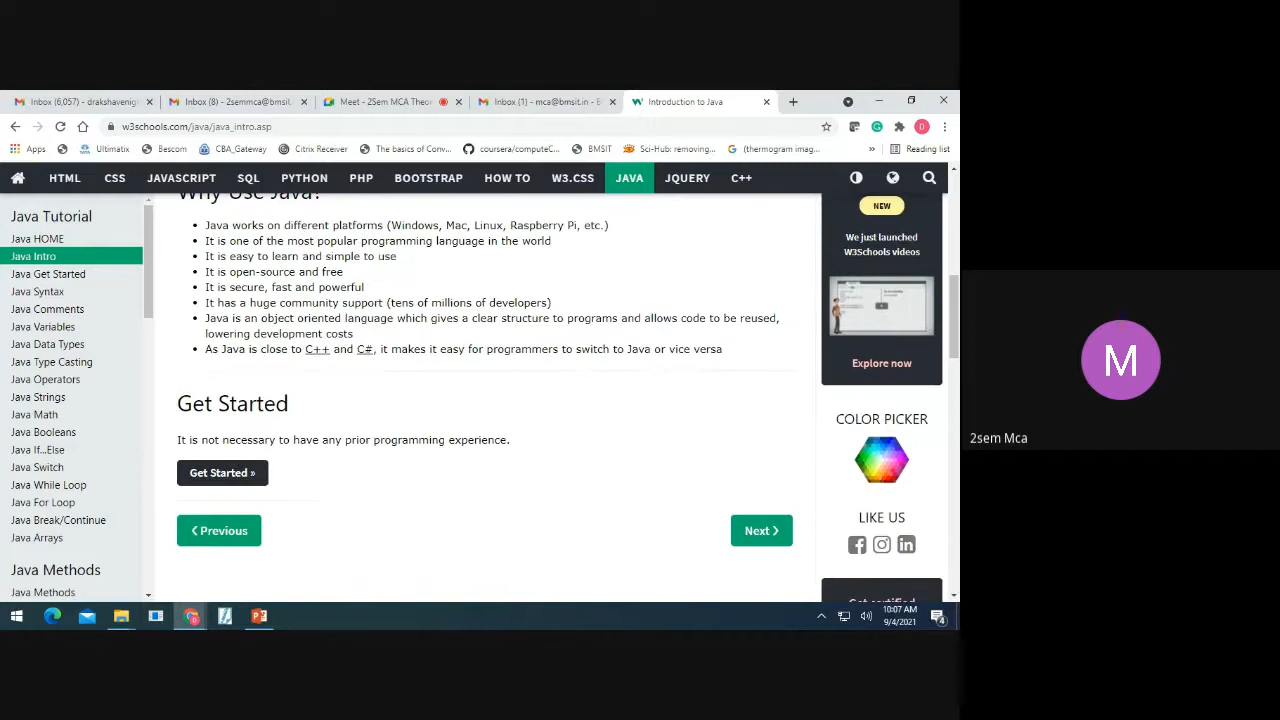 Inbox (6,057) - drakshavenig
Inbox (8) - 2semmca@bmsit.
Meet - 2Sem MCA Theor
Inbox (1) - mca@bmsit.in - B
Introduction to Java
w3schools.com/java/java_intro.asp
Apps
Ultimatix
Bescom
CBA_Gateway
Citrix Receiver
The basics of Conv...
coursera/computeC...
BMSIT
Sci-Hub: removing...
(thermogram imag...
»
Reading list
HTML CSS JAVASCRIPT SQL PYTHON PHP BOOTSTRAP HOW TO W3.CSS JAVA JQUERY C++
Java Tutorial
Java HOME
Java Intro
Java Get Started
Java Syntax
Java Comments
Java Variables
Java Data Types
Java Type Casting
Java Operators
Java Strings
Java Math
Java Booleans
Java If...Else
Java Switch
Java While Loop
Java For Loop
Java Break/Continue
Java Arrays
Java Methods
Java Methods
Why Use Java?
• Java works on different platforms (Windows, Mac, Linux, Raspberry Pi, etc.)
• It is one of the most popular programming language in the world
• It is easy to learn and simple to use
• It is open-source and free
• It is secure, fast and powerful
• It has a huge community support (tens of millions of developers)
• Java is an object oriented language which gives a clear structure to programs and allows code to be reused,
lowering development costs
• As Java is close to C++ and C#, it makes it easy for programmers to switch to Java or vice versa
Get Started
It is not necessary to have any prior programming experience.
Get Started »
❮ Previous
Next ❯
NEW
We just launched
W3Schools videos
Explore now
COLOR PICKER
LIKE US
Get certified
10:07 AM
9/4/2021
4
M
2sem Mca